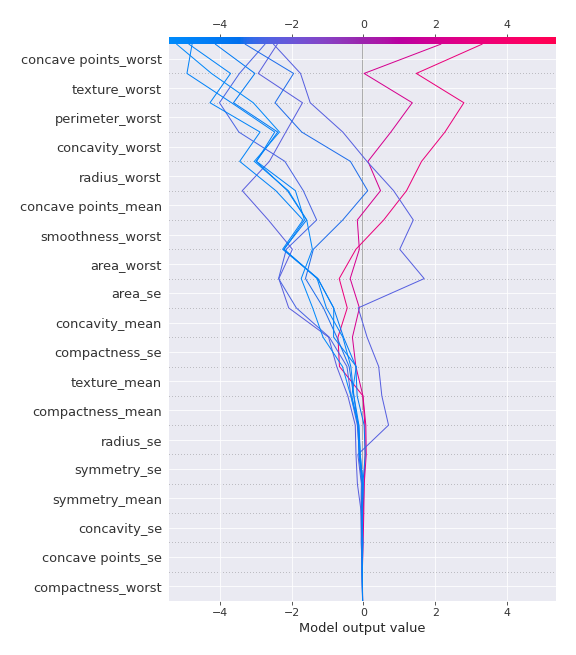 −4 −2 0 2 4
concave points_worst
texture_worst
perimeter_worst
concavity_worst
radius_worst
concave points_mean
smoothness_worst
area_worst
area_se
concavity_mean
compactness_se
texture_mean
compactness_mean
radius_se
symmetry_se
symmetry_mean
concavity_se
concave points_se
compactness_worst
−4 −2 0 2 4
Model output value